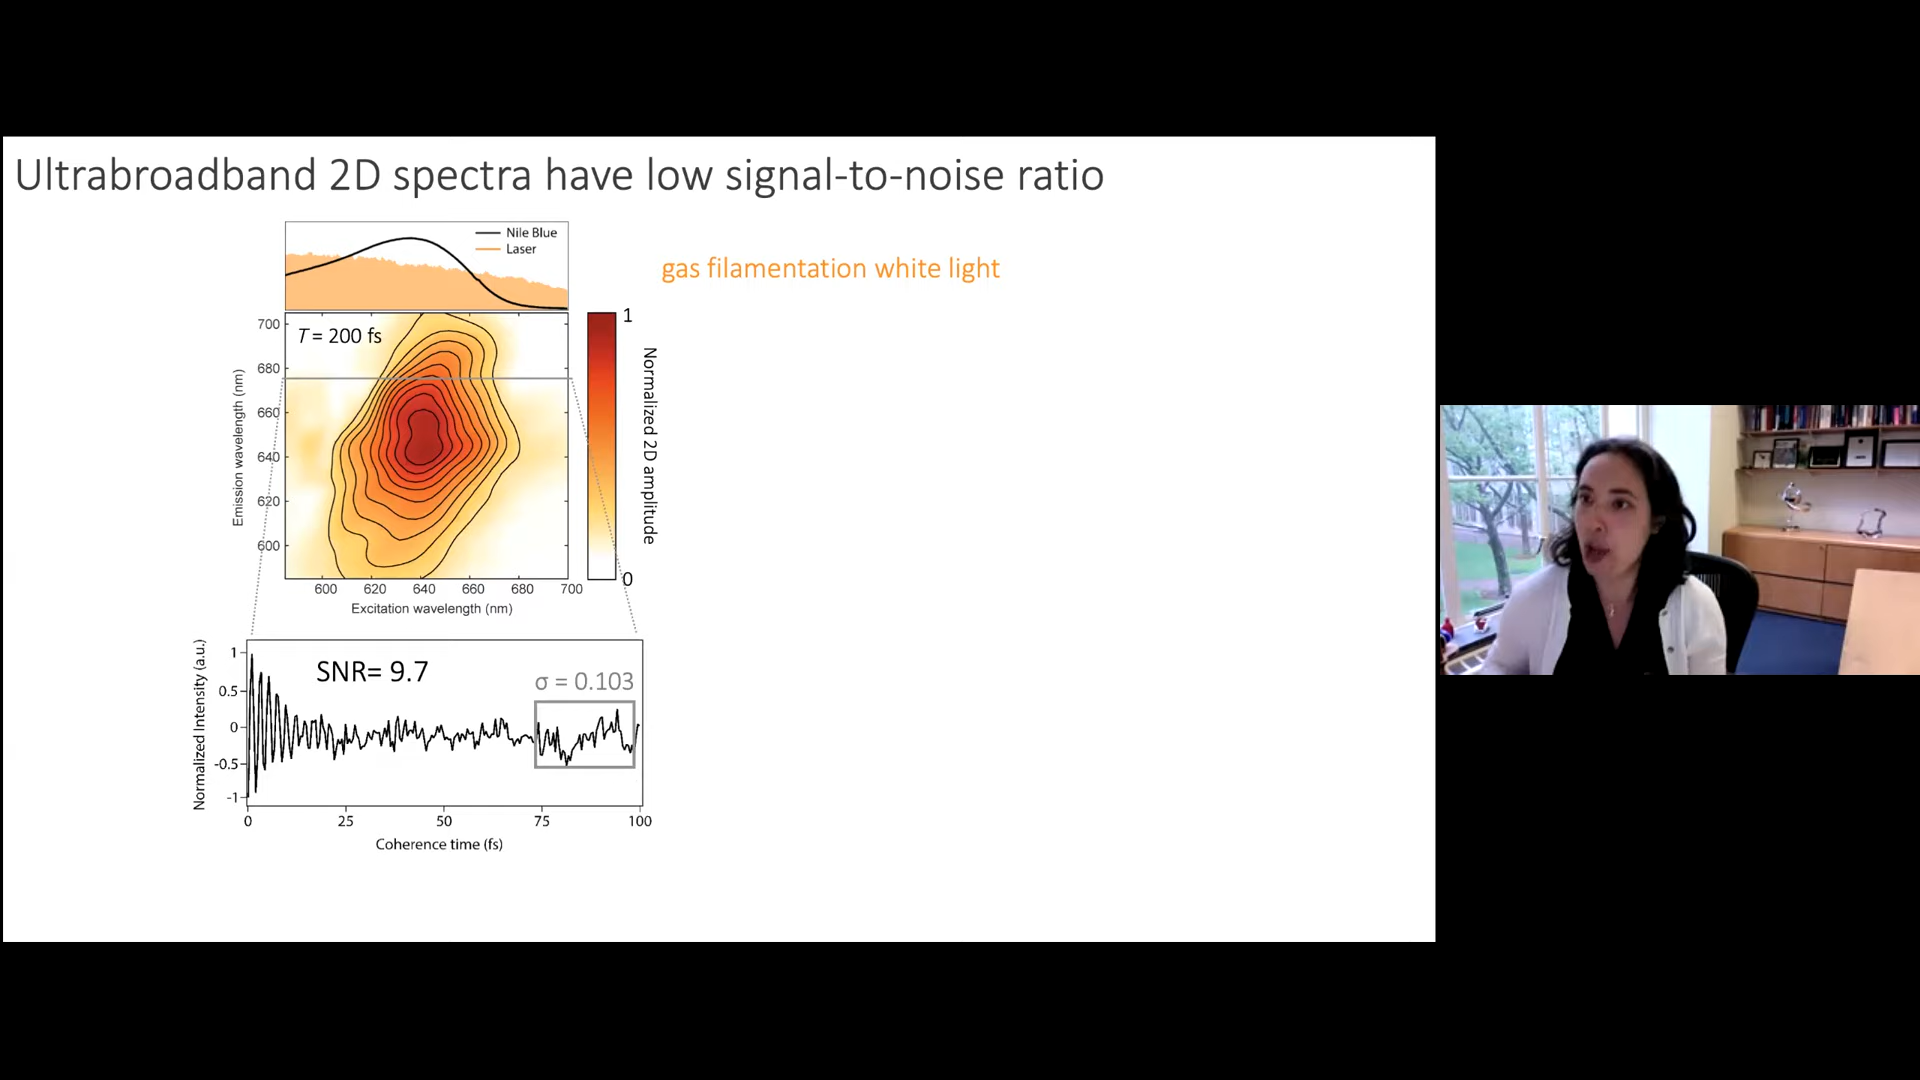 Ultrabroadband 2D spectra have low signal-to-noise ratio
Nile Blue
Laser
gas filamentation white light
T = 200 fs
700
680
660
640
620
600
Emission wavelength (nm)
600 620 640 660 680 700
Excitation wavelength (nm)
1
0
Normalized 2D amplitude
SNR= 9.7
σ = 0.103
1
0.5
0
-0.5
-1
Normalized Intensity (a.u.)
0 25 50 75 100
Coherence time (fs)